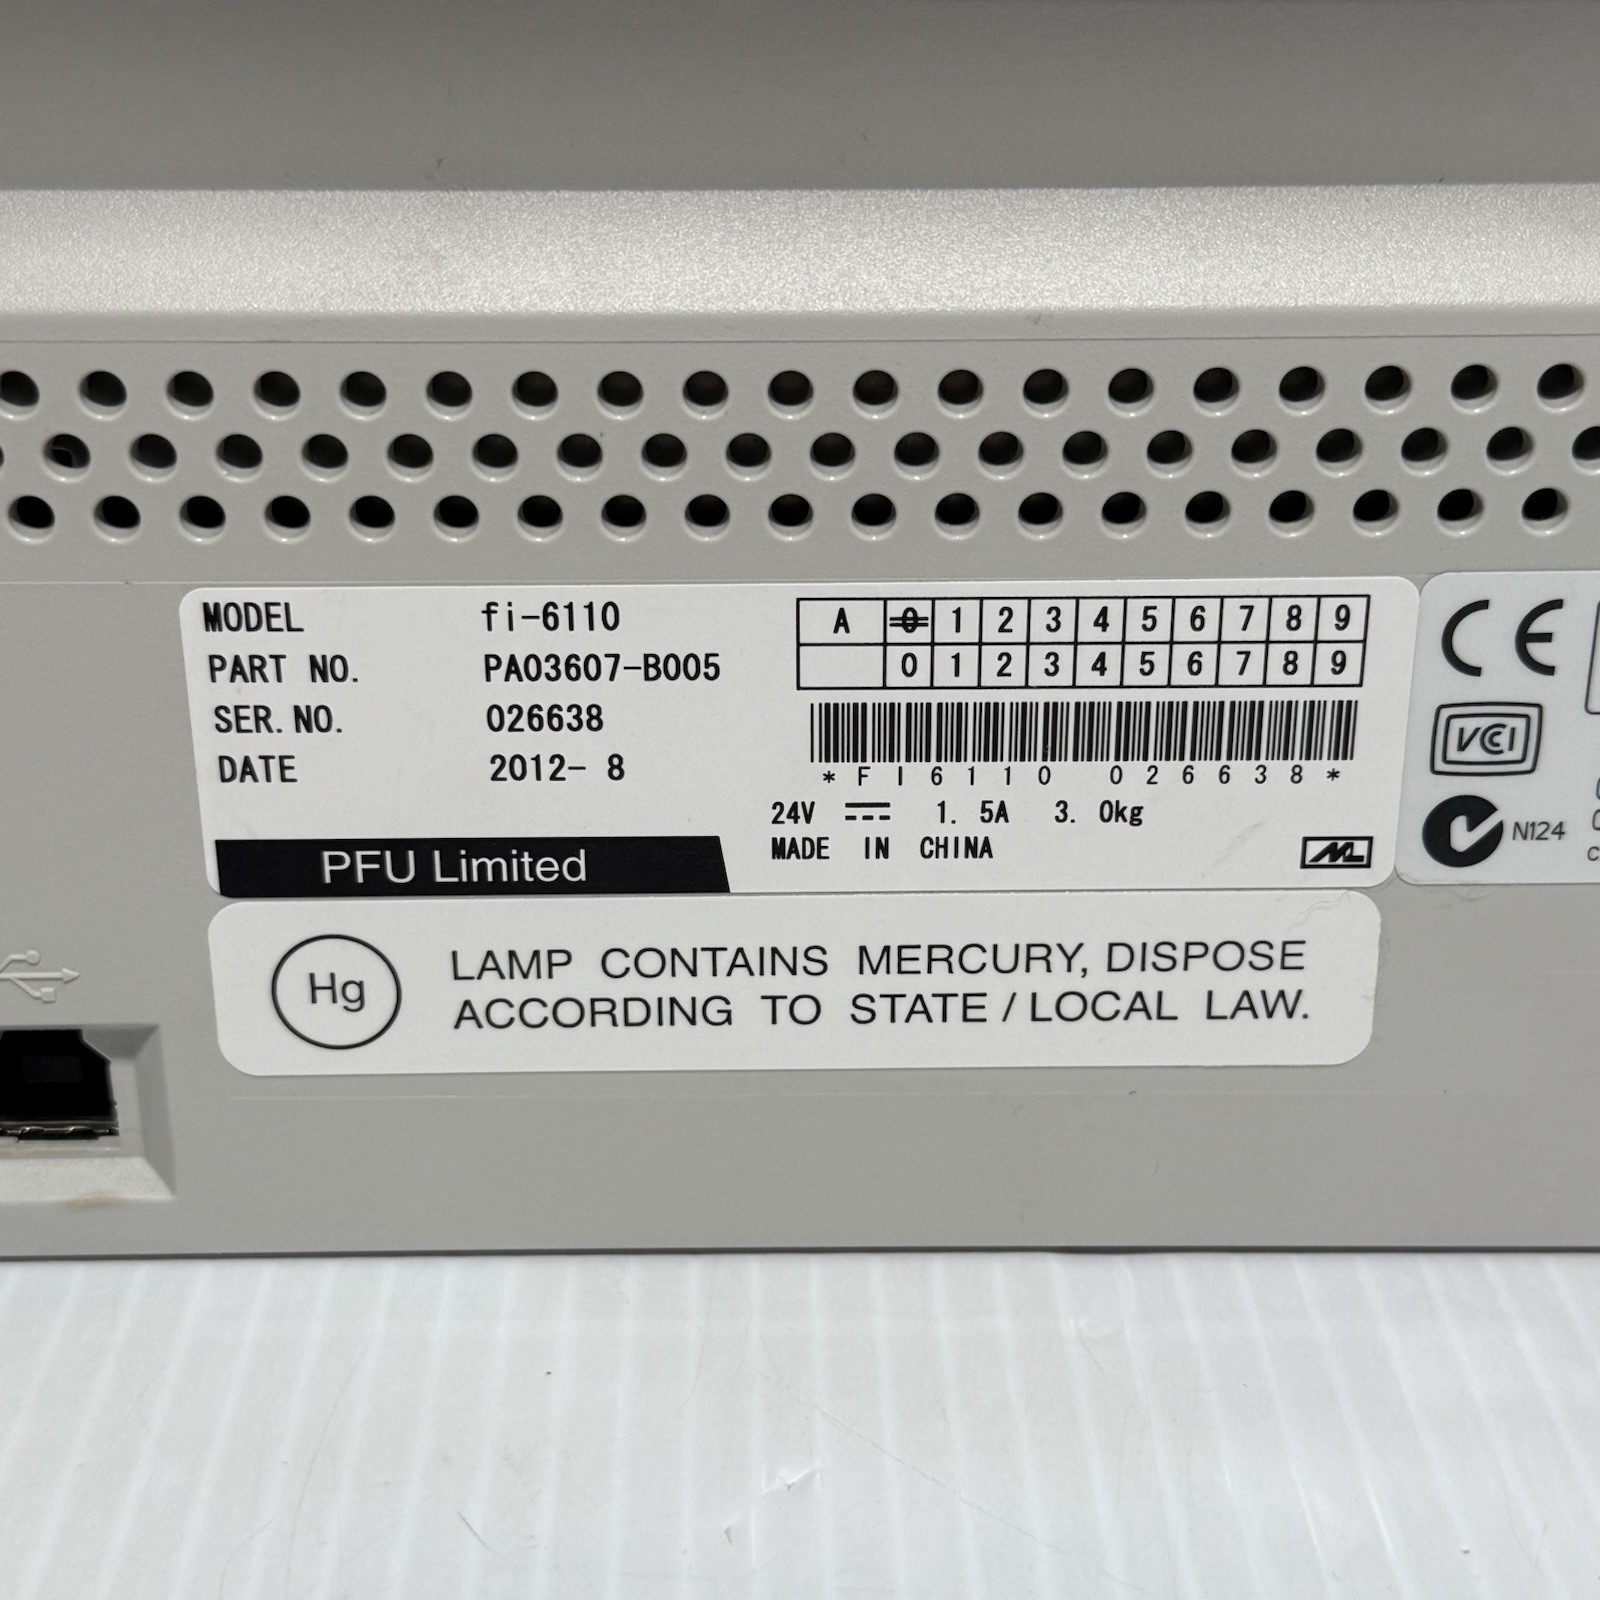 MODEL fi-6110
PART NO. PA03607-B005
SER. NO. 026638
DATE 2012- 8
PFU Limited
A 0 1 2 3 4 5 6 7 8 9
0 1 2 3 4 5 6 7 8 9
*FI6110 026638*
24V 1. 5A 3. 0kg
MADE IN CHINA
ML
CE
VCI
N124
Hg
LAMP CONTAINS MERCURY, DISPOSE
ACCORDING TO STATE / LOCAL LAW.